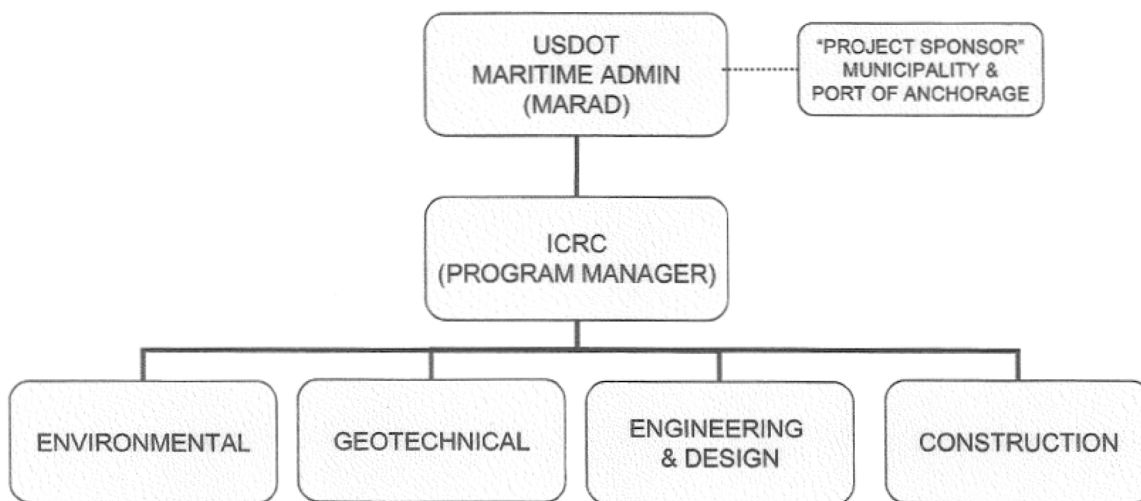 USDOT
MARITIME ADMIN
(MARAD)
"PROJECT SPONSOR"
MUNICIPALITY &
PORT OF ANCHORAGE
ICRC
(PROGRAM MANAGER)
ENVIRONMENTAL
GEOTECHNICAL
ENGINEERING
& DESIGN
CONSTRUCTION